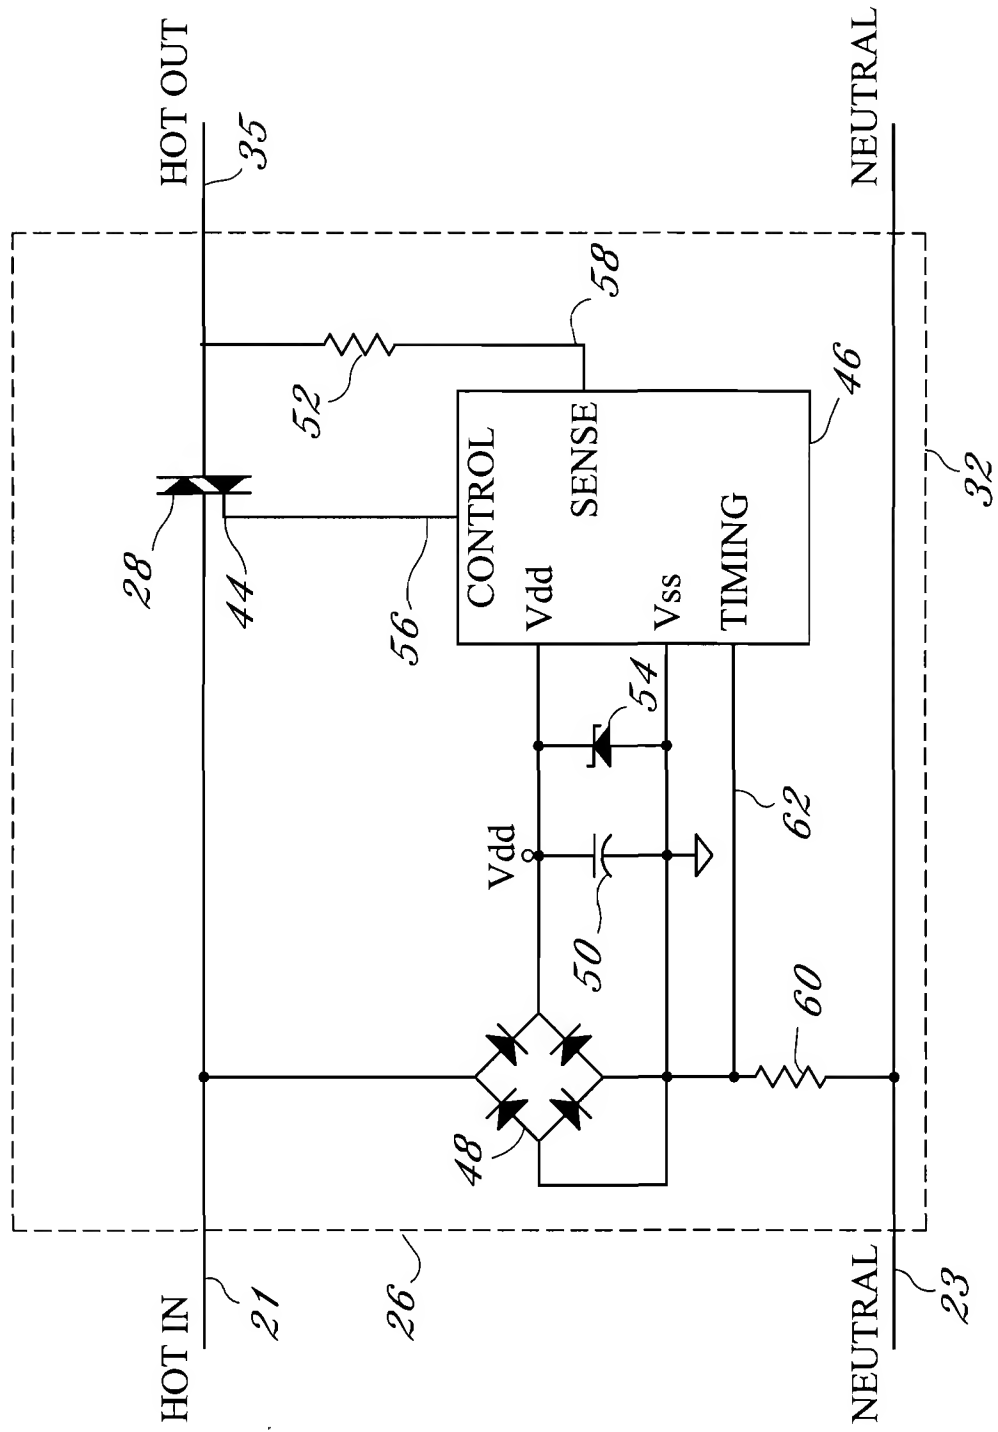 HOT IN
HOT OUT
21
35
28
44
52
56
58
CONTROL
SENSE
Vdd
Vss
TIMING
46
Vdd
48
50
54
60
62
26
32
NEUTRAL
NEUTRAL
23